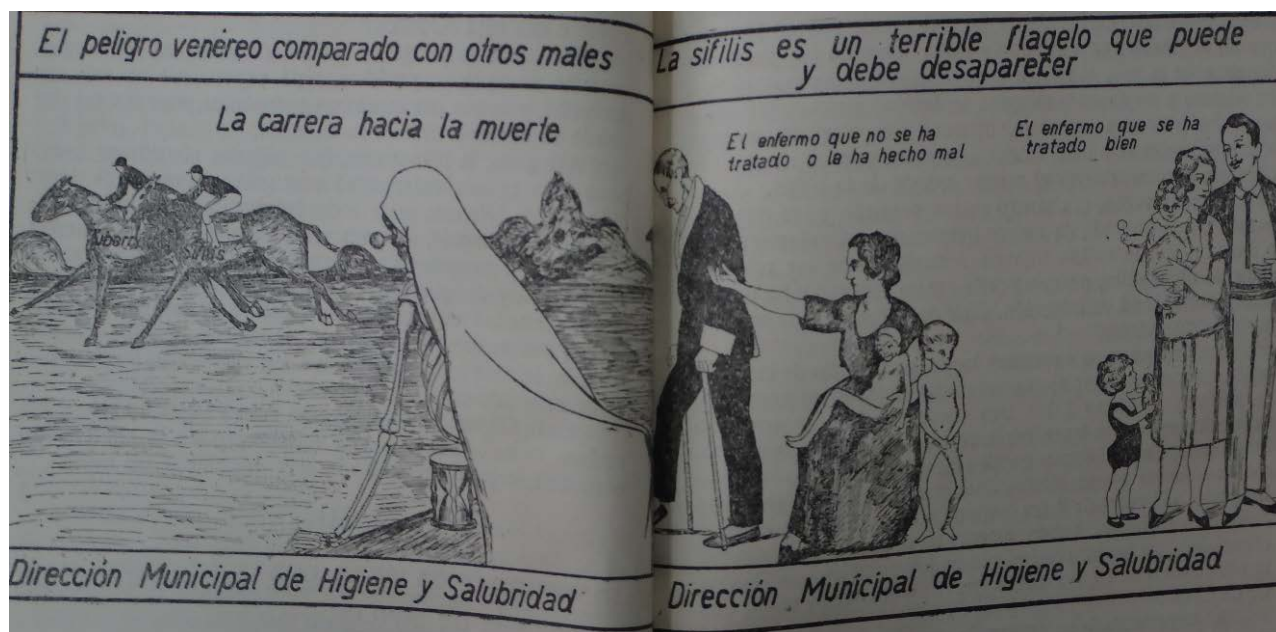 El peligro venéreo comparado con otros males
La carrera hacia la muerte
sífilis
Dirección Municipal de Higiene y Salubridad
La sifilis es un terrible flagelo que puede
y debe desaparecer
El enfermo que no se ha
tratado o le ha hecho mal
El enfermo que se ha
tratado bien
Dirección Municipal de Higiene y Salubridad